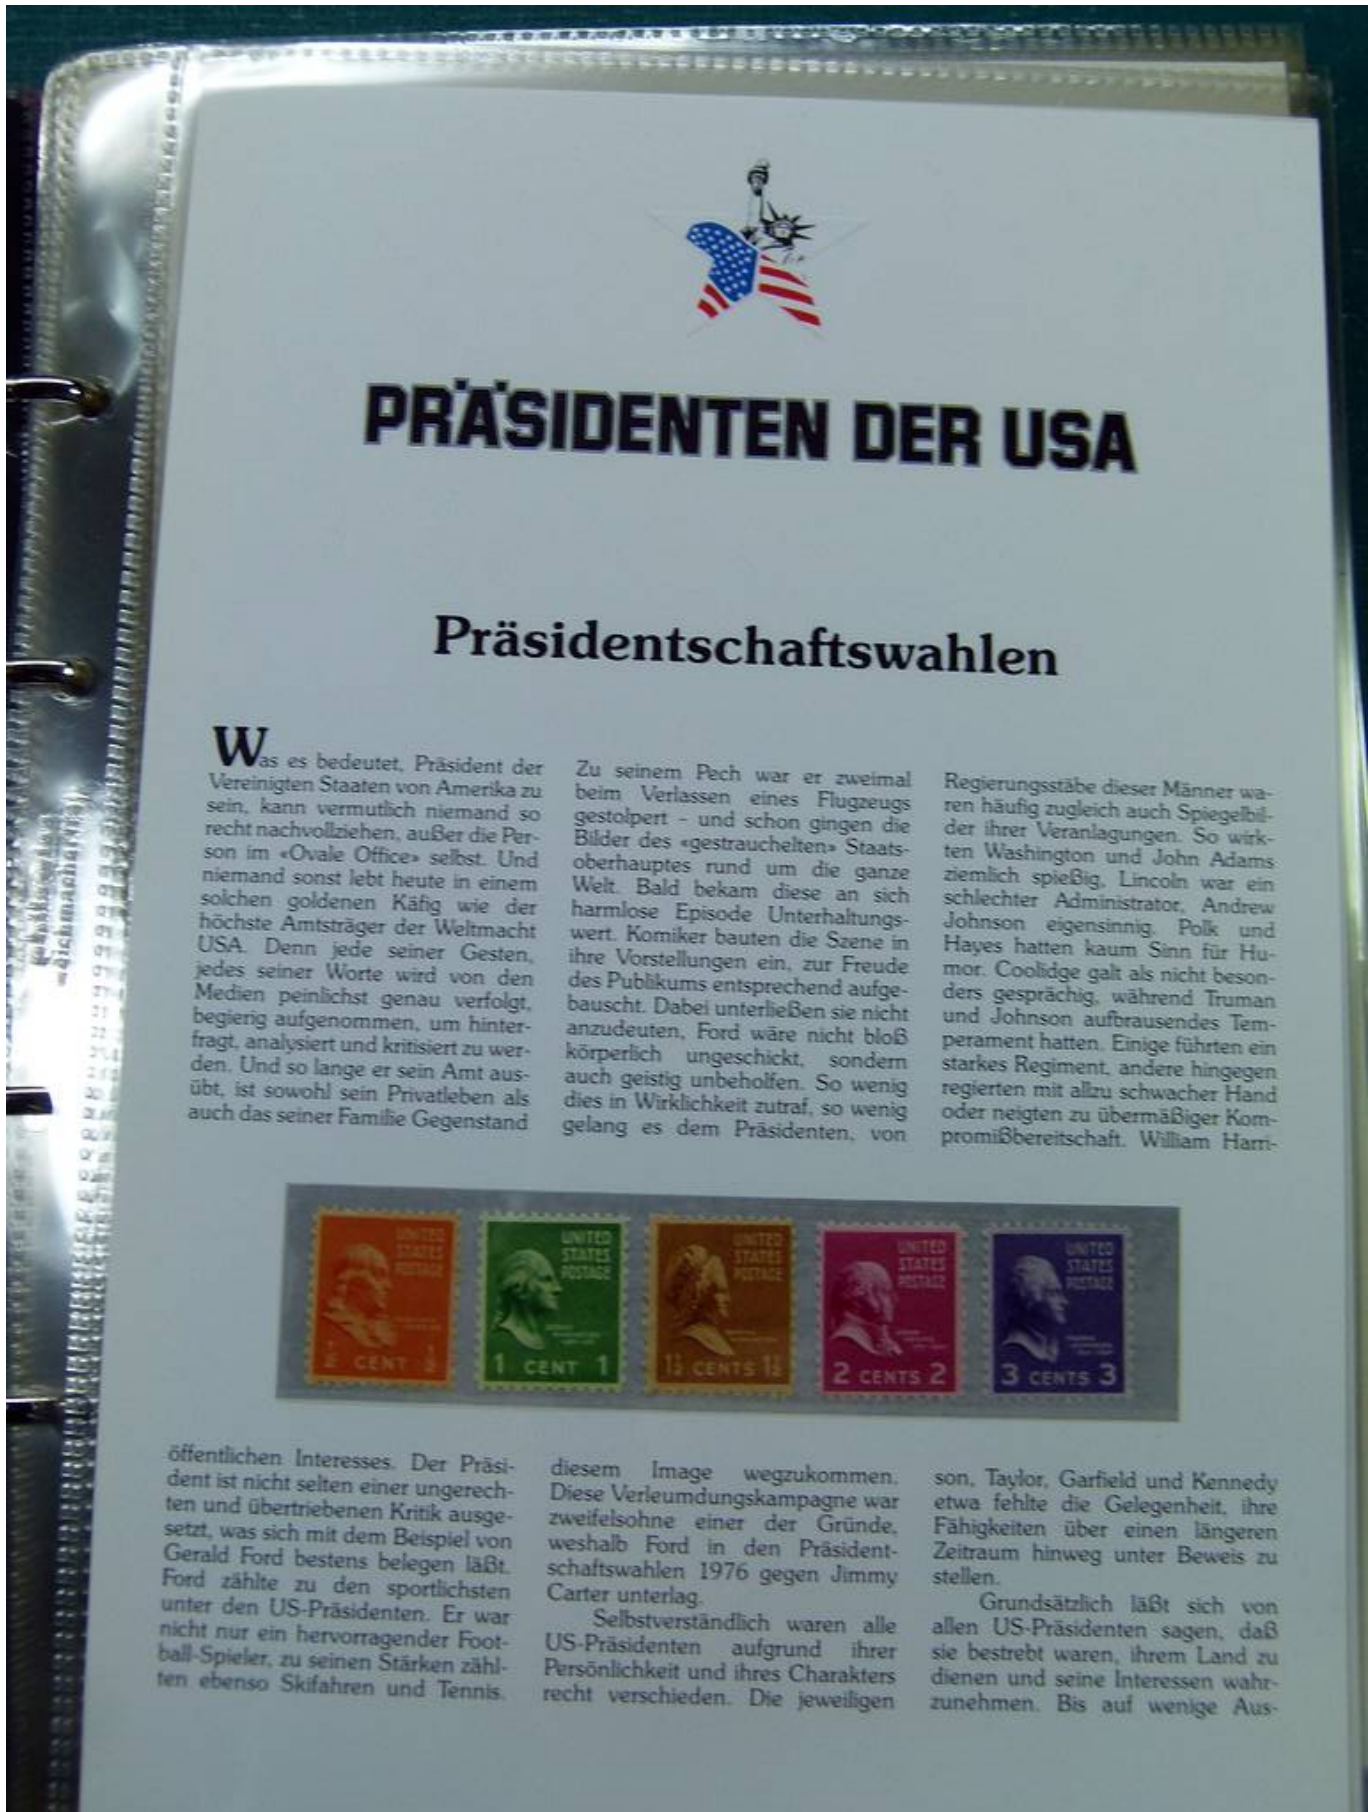 PRÄSIDENTEN DER USA
Präsidentschaftswahlen
Was es bedeutet, Präsident der
Vereinigten Staaten von Amerika zu
sein, kann vermutlich niemand so
recht nachvollziehen, außer die Per-
son im «Ovale Office» selbst. Und
niemand sonst lebt heute in einem
solchen goldenen Käfig wie der
höchste Amtsträger der Weltmacht
USA. Denn jede seiner Gesten,
jedes seiner Worte wird von den
Medien peinlichst genau verfolgt,
begierig aufgenommen, um hinter-
fragt, analysiert und kritisiert zu wer-
den. Und so lange er sein Amt aus-
übt, ist sowohl sein Privatleben als
auch das seiner Familie Gegenstand
öffentlichen Interesses. Der Präsi-
dent ist nicht selten einer ungerech-
ten und übertriebenen Kritik ausge-
setzt, was sich mit dem Beispiel von
Gerald Ford bestens belegen läßt.
Ford zählte zu den sportlichsten
unter den US-Präsidenten. Er war
nicht nur ein hervorragender Foot-
ball-Spieler, zu seinen Stärken zähl-
ten ebenso Skifahren und Tennis.
Zu seinem Pech war er zweimal
beim Verlassen eines Flugzeugs
gestolpert – und schon gingen die
Bilder des «gestrauchelten» Staats-
oberhauptes rund um die ganze
Welt. Bald bekam diese an sich
harmlose Episode Unterhaltungs-
wert. Komiker bauten die Szene in
ihre Vorstellungen ein, zur Freude
des Publikums entsprechend aufge-
bauscht. Dabei unterließen sie nicht
anzudeuten, Ford wäre nicht bloß
körperlich ungeschickt, sondern
auch geistig unbeholfen. So wenig
dies in Wirklichkeit zutraf, so wenig
gelang es dem Präsidenten, von
diesem Image wegzukommen.
Diese Verleumdungskampagne war
zweifelsohne einer der Gründe,
weshalb Ford in den Präsident-
schaftswahlen 1976 gegen Jimmy
Carter unterlag.
Selbstverständlich waren alle
US-Präsidenten aufgrund ihrer
Persönlichkeit und ihres Charakters
recht verschieden. Die jeweiligen
Regierungsstäbe dieser Männer wa-
ren häufig zugleich auch Spiegelbil-
der ihrer Veranlagungen. So wirk-
ten Washington und John Adams
ziemlich spießig, Lincoln war ein
schlechter Administrator, Andrew
Johnson eigensinnig. Polk und
Hayes hatten kaum Sinn für Hu-
mor. Coolidge galt als nicht beson-
ders gesprächig, während Truman
und Johnson aufbrausendes Tem-
perament hatten. Einige führten ein
starkes Regiment, andere hingegen
regierten mit allzu schwacher Hand
oder neigten zu übermäßiger Kom-
promißbereitschaft. William Harri-
son, Taylor, Garfield und Kennedy
etwa fehlte die Gelegenheit, ihre
Fähigkeiten über einen längeren
Zeitraum hinweg unter Beweis zu
stellen.
Grundsätzlich läßt sich von
allen US-Präsidenten sagen, daß
sie bestrebt waren, ihrem Land zu
dienen und seine Interessen wahr-
zunehmen. Bis auf wenige Aus-
UNITED
STATES
POSTAGE
½ CENT ½
UNITED
STATES
POSTAGE
1 CENT 1
UNITED
STATES
POSTAGE
1½ CENTS 1½
UNITED
STATES
POSTAGE
2 CENTS 2
UNITED
STATES
POSTAGE
3 CENTS 3